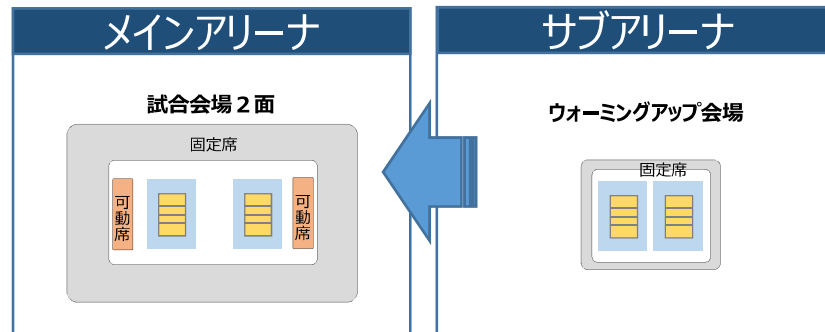 メインアリーナ
試合会場２面
固定席
可動席
可動席
サブアリーナ
ウォーミングアップ会場
固定席